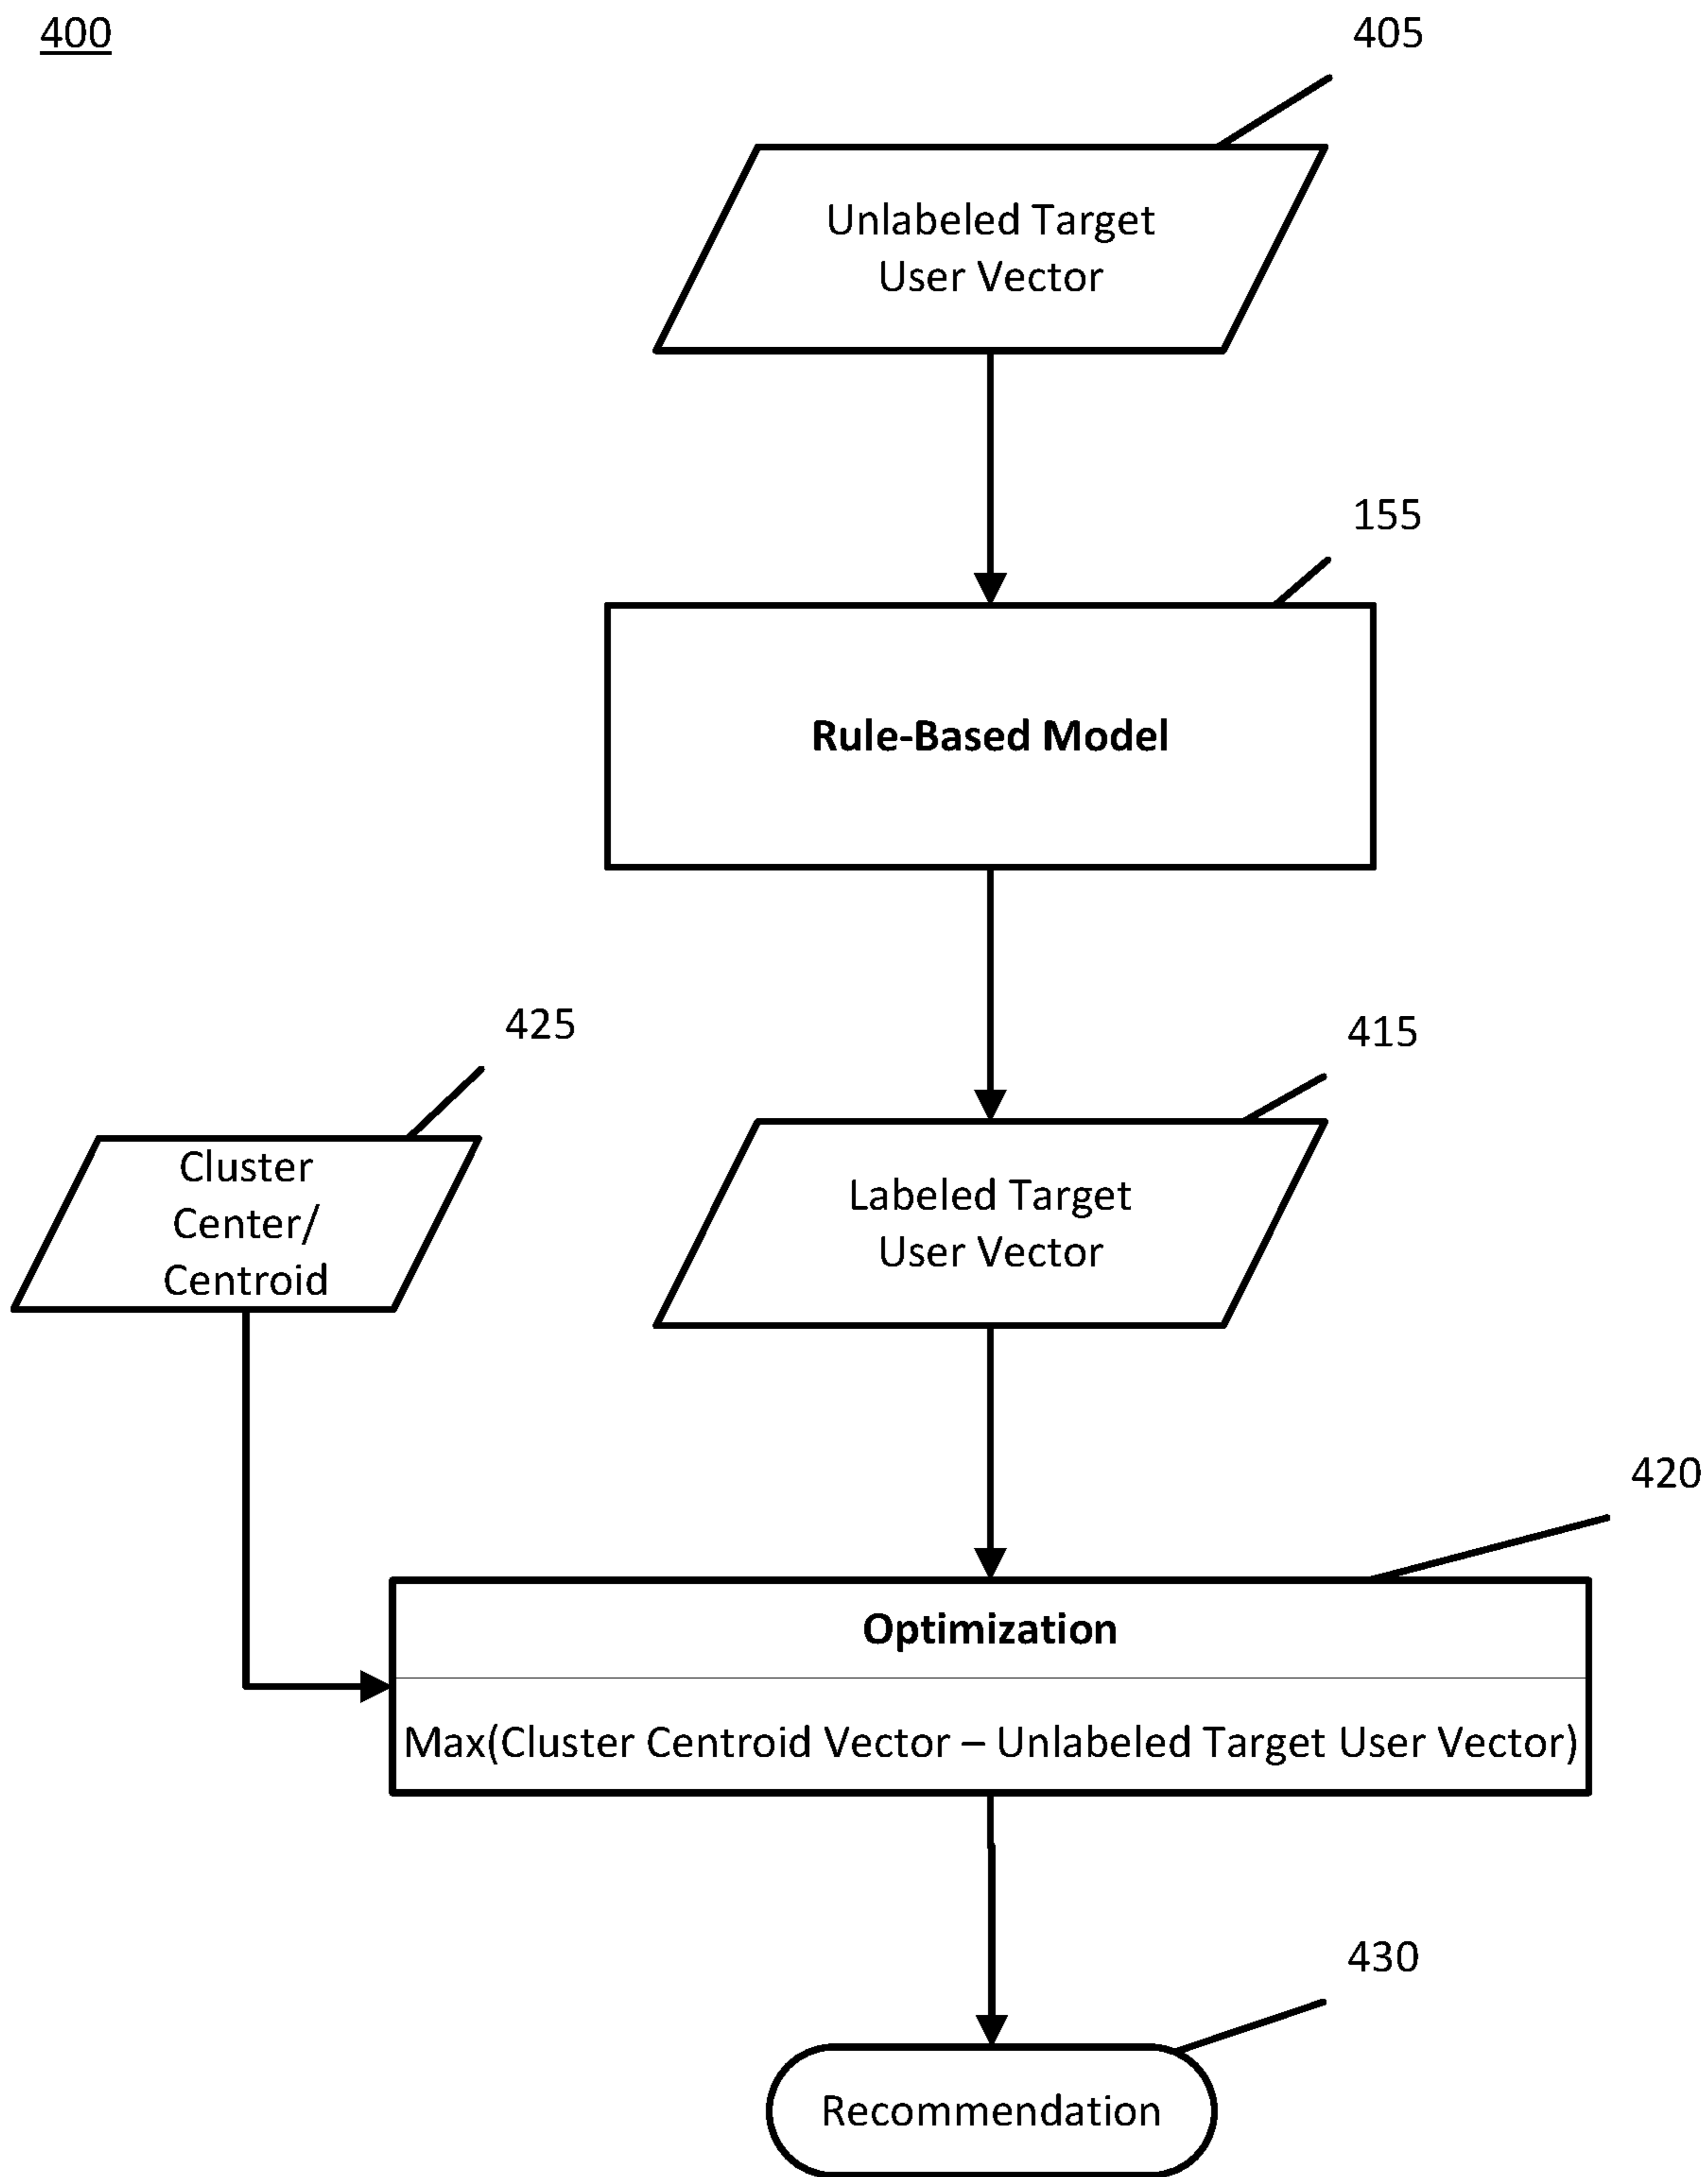 400
405
Unlabeled Target
User Vector
155
Rule-Based Model
425
415
Cluster
Center/
Centroid
Labeled Target
User Vector
420
Optimization
Max(Cluster Centroid Vector – Unlabeled Target User Vector)
430
Recommendation